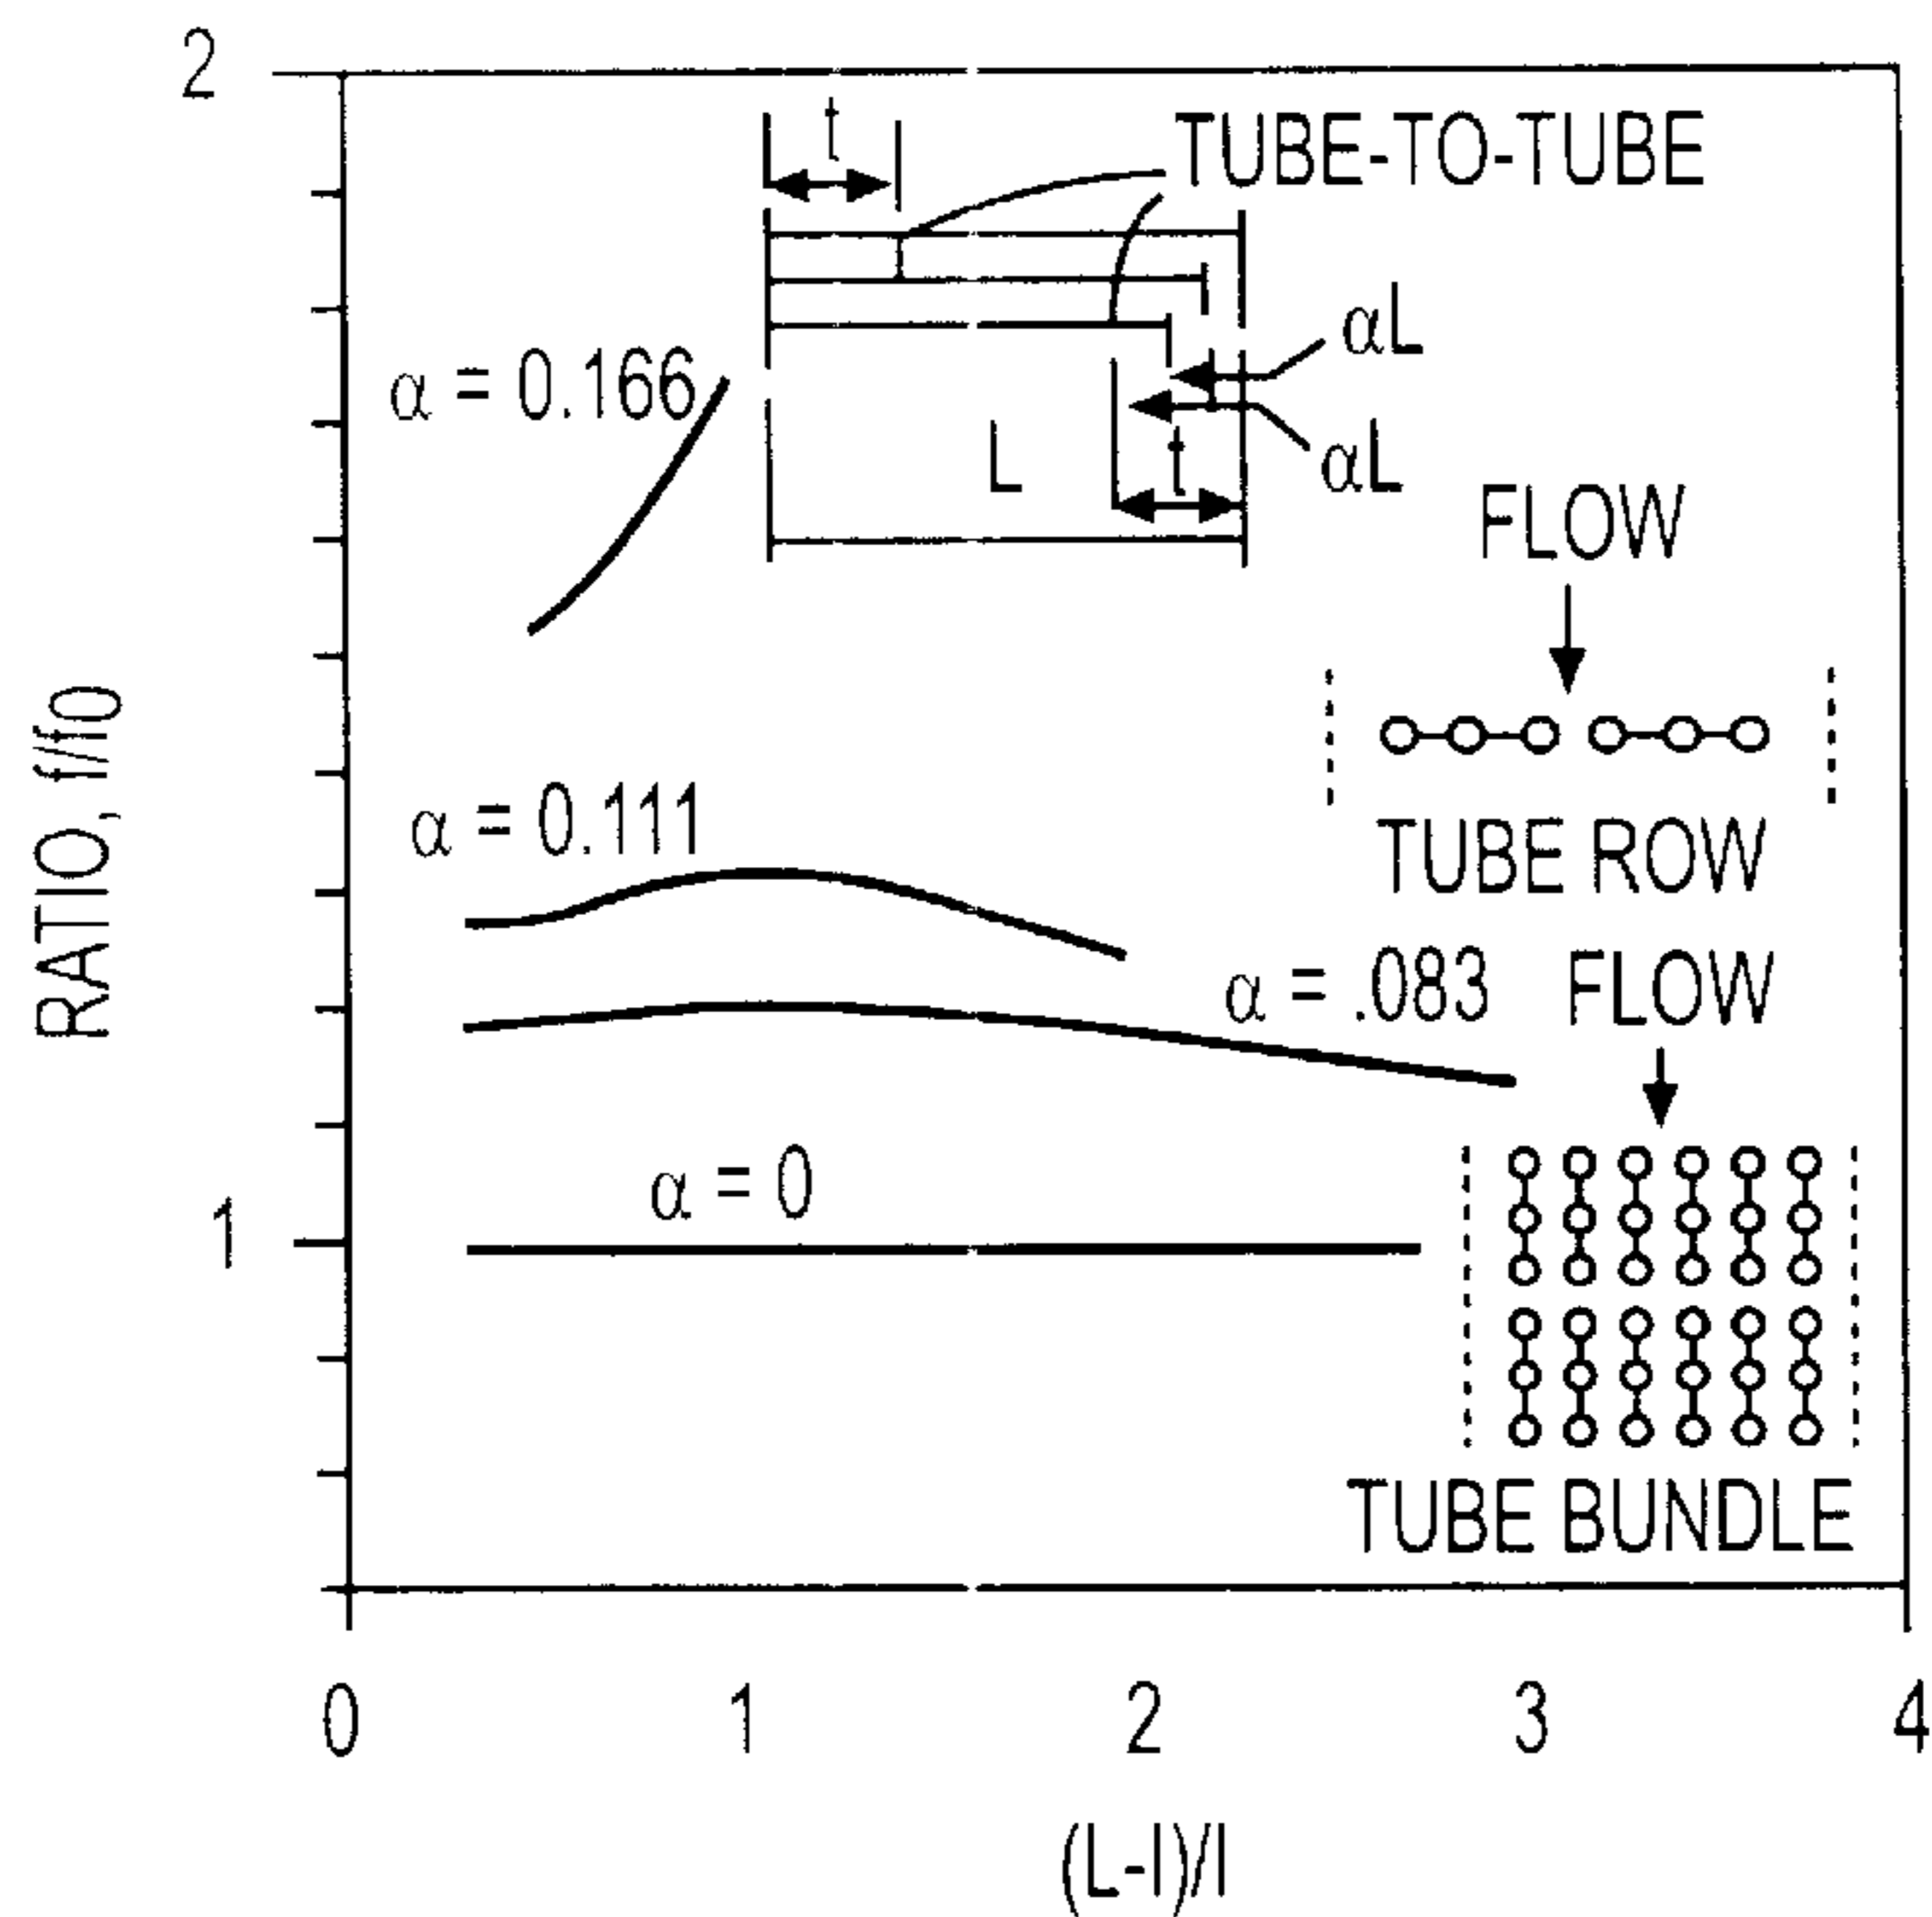 2
t
TUBE-TO-TUBE
αL
α = 0.166
L
t
αL
FLOW
RATIO, f/f0
TUBE ROW
α = 0.111
α = .083
FLOW
α = 0
1
TUBE BUNDLE
0
1
2
3
4
(L-l)/l